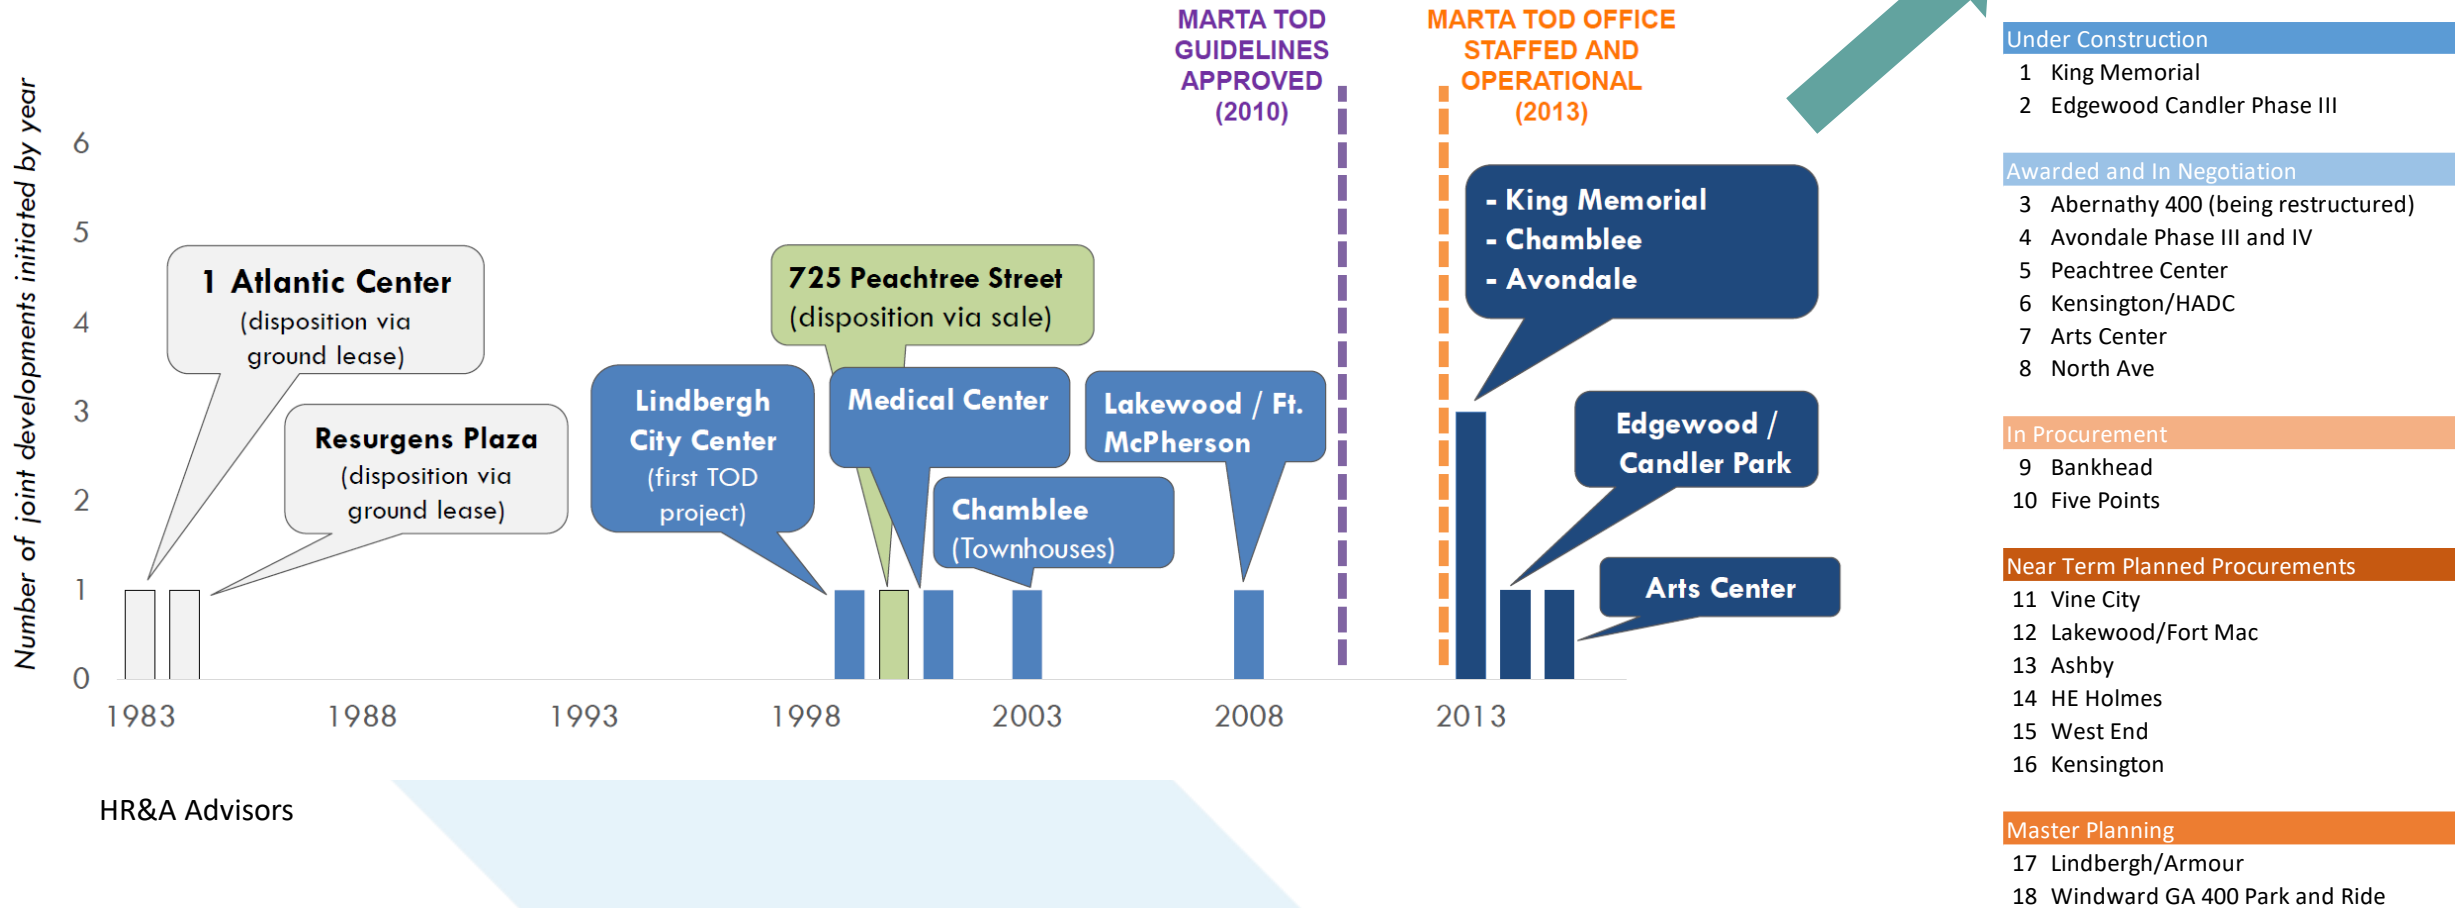 MARTA TOD
GUIDELINES
APPROVED
(2010)
MARTA TOD OFFICE
STAFFED AND
OPERATIONAL
(2013)
Number of joint developments initiated by year
6
5
4
3
2
1
0
1 Atlantic Center
(disposition via
ground lease)
Resurgens Plaza
(disposition via
ground lease)
725 Peachtree Street
(disposition via sale)
Lindbergh
City Center
(first TOD
project)
Medical Center
Chamblee
(Townhouses)
Lakewood / Ft.
McPherson
- King Memorial
- Chamblee
- Avondale
Edgewood /
Candler Park
Arts Center
1983 1988 1993 1998 2003 2008 2013
HR&A Advisors
Under Construction
1 King Memorial
2 Edgewood Candler Phase III
Awarded and In Negotiation
3 Abernathy 400 (being restructured)
4 Avondale Phase III and IV
5 Peachtree Center
6 Kensington/HADC
7 Arts Center
8 North Ave
In Procurement
9 Bankhead
10 Five Points
Near Term Planned Procurements
11 Vine City
12 Lakewood/Fort Mac
13 Ashby
14 HE Holmes
15 West End
16 Kensington
Master Planning
17 Lindbergh/Armour
18 Windward GA 400 Park and Ride